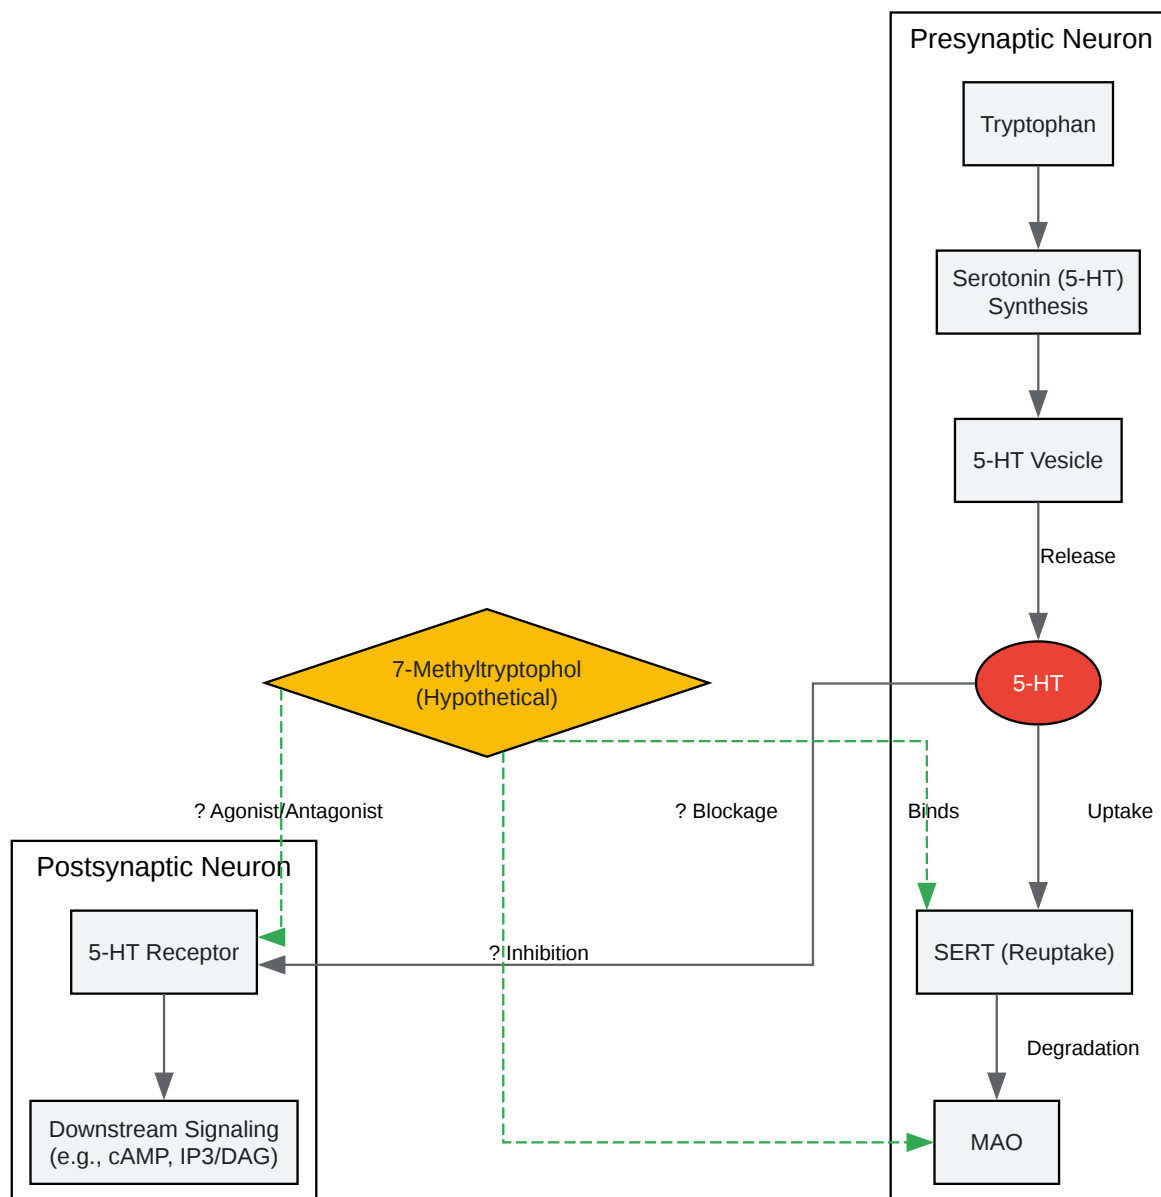 Presynaptic Neuron
Tryptophan
Serotonin (5-HT)
Synthesis
5-HT Vesicle
Release
7-Methyltryptophol
(Hypothetical)
5-HT
? Agonist/Antagonist
? Blockage
Binds
Uptake
Postsynaptic Neuron
5-HT Receptor
? Inhibition
SERT (Reuptake)
Degradation
Downstream Signaling
(e.g., cAMP, IP3/DAG)
MAO